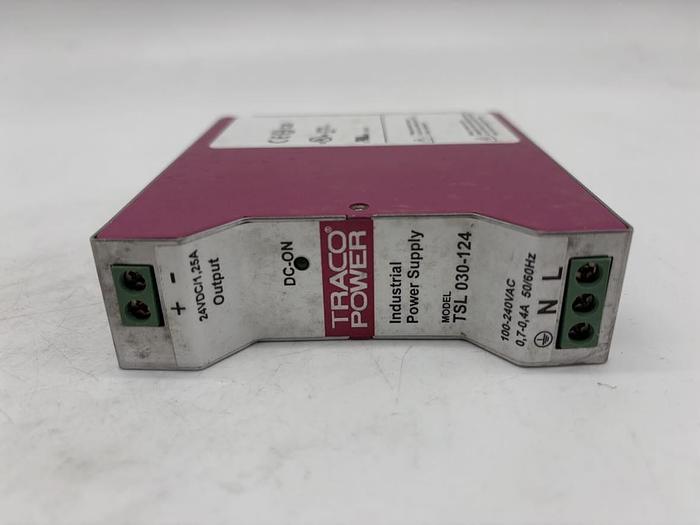 + -
24VDC/1,25A
Output
DC-ON
TRACO®
POWER
Industrial
Power Supply
MODEL
TSL 030-124
100-240VAC
0,7-0,4A 50/60Hz
N L